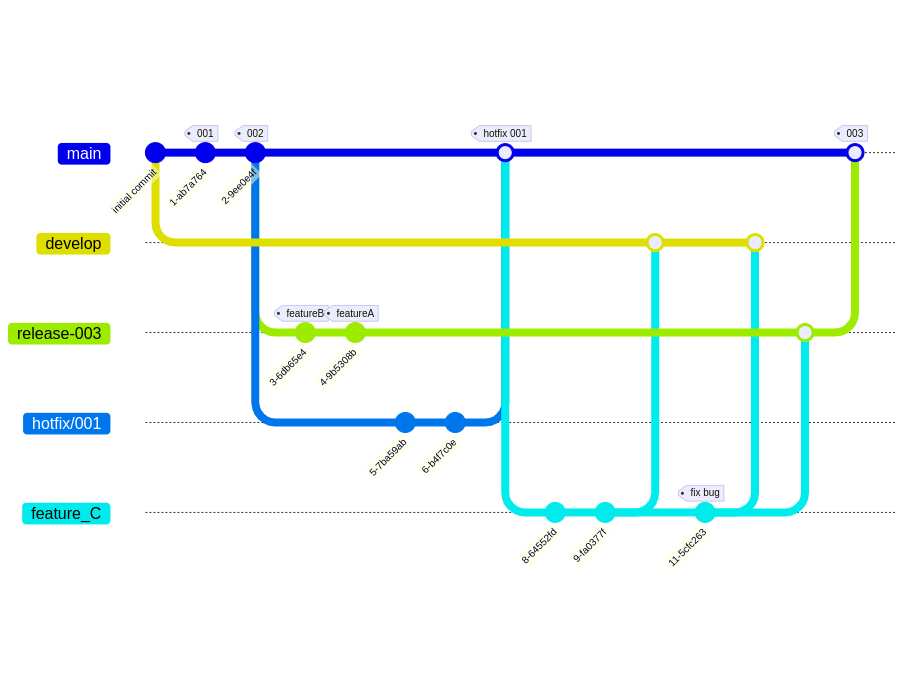 001
002
hotfix 001
003
main
initial commit
1-ab7a764
2-9ee0e4f
develop
featureB
featureA
release-003
3-6db65e4
4-9b5308b
hotfix/001
5-7ba59ab
6-b4f7c0e
fix bug
feature_C
8-64552fd
9-fa0377f
11-5cfc263